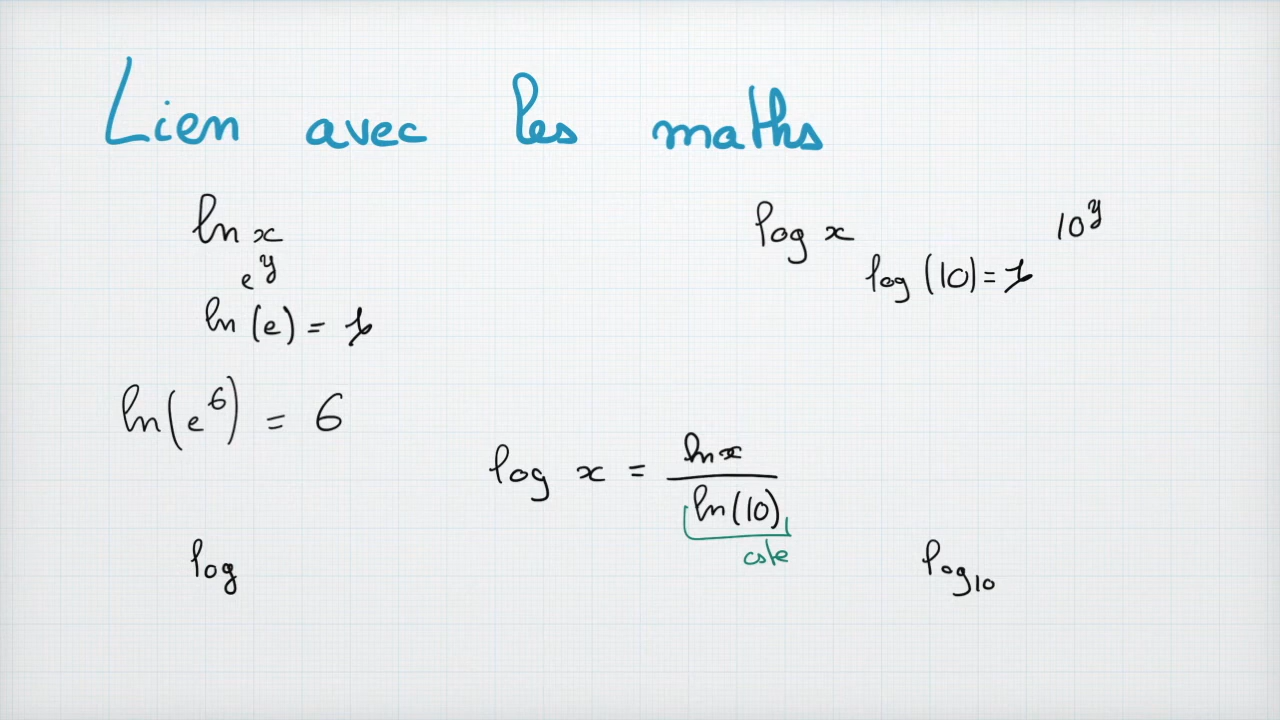 Lien avec les maths
ln x
e^y
ln (e) = 1
ln(e^6) = 6
log x
10^y
log (10) = 1
log x = ln x / ln(10)
cste
log
log_10